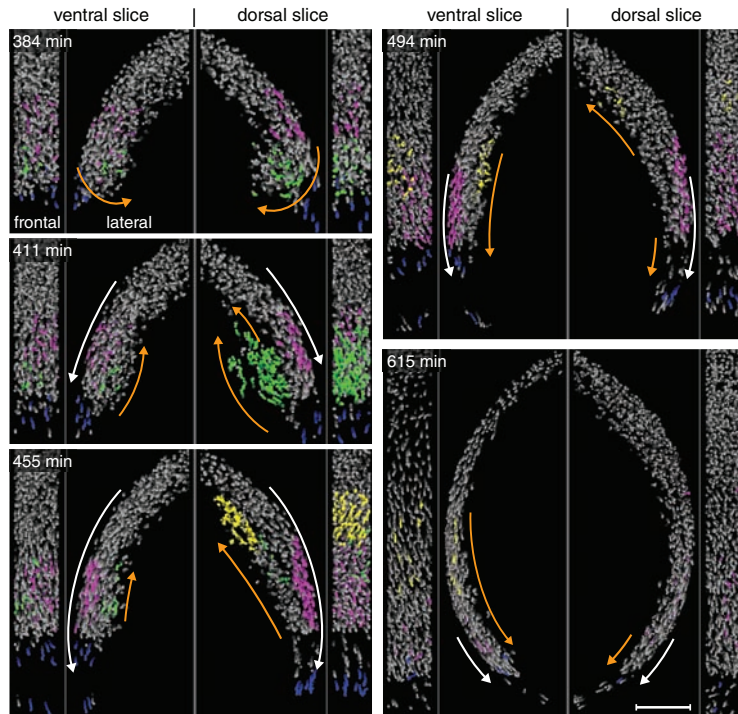 ventral slice | dorsal slice
384 min
frontal lateral
411 min
455 min
ventral slice | dorsal slice
494 min
615 min